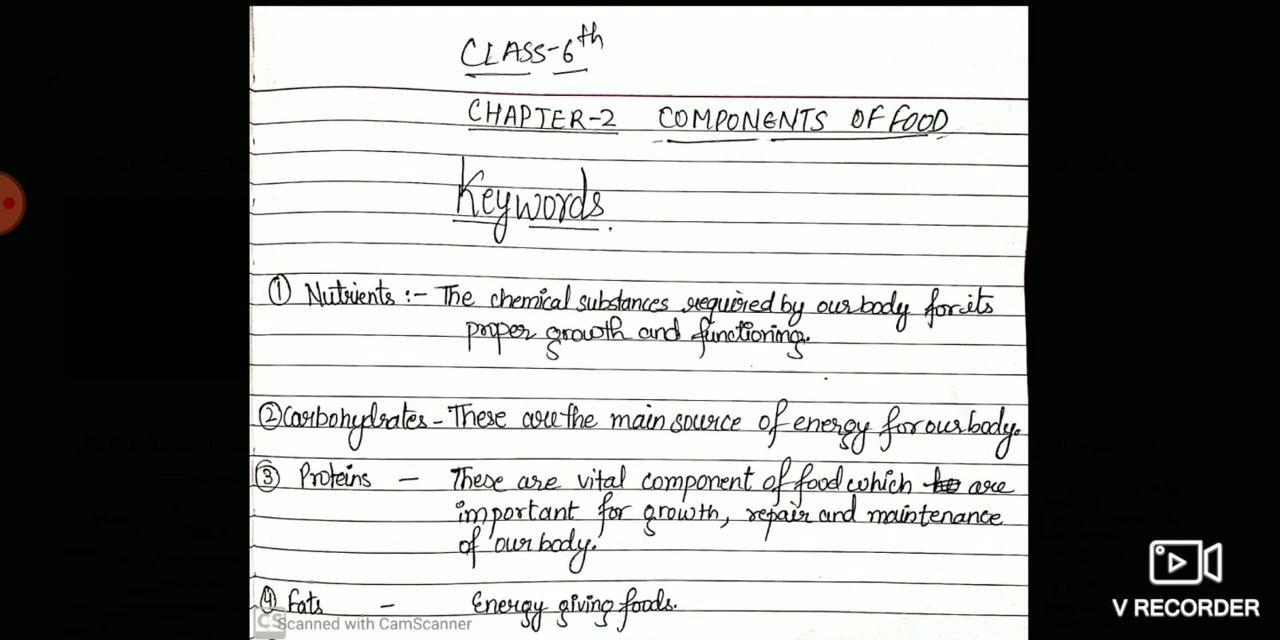 CLASS-6th
CHAPTER-2 COMPONENTS OF FOOD
Keywords.
① Nutrients :- The chemical substances required by our body for its
proper growth and functioning.
② Carbohydrates - These are the main source of energy for our body.
③ Proteins - These are vital component of food which are
important for growth, repair and maintenance
of our body.
④ Fats - Energy giving foods.
CS Scanned with CamScanner
V RECORDER